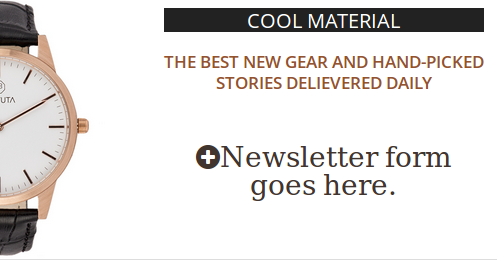 COOL MATERIAL
THE BEST NEW GEAR AND HAND-PICKED
STORIES DELIEVERED DAILY
Newsletter form
goes here.